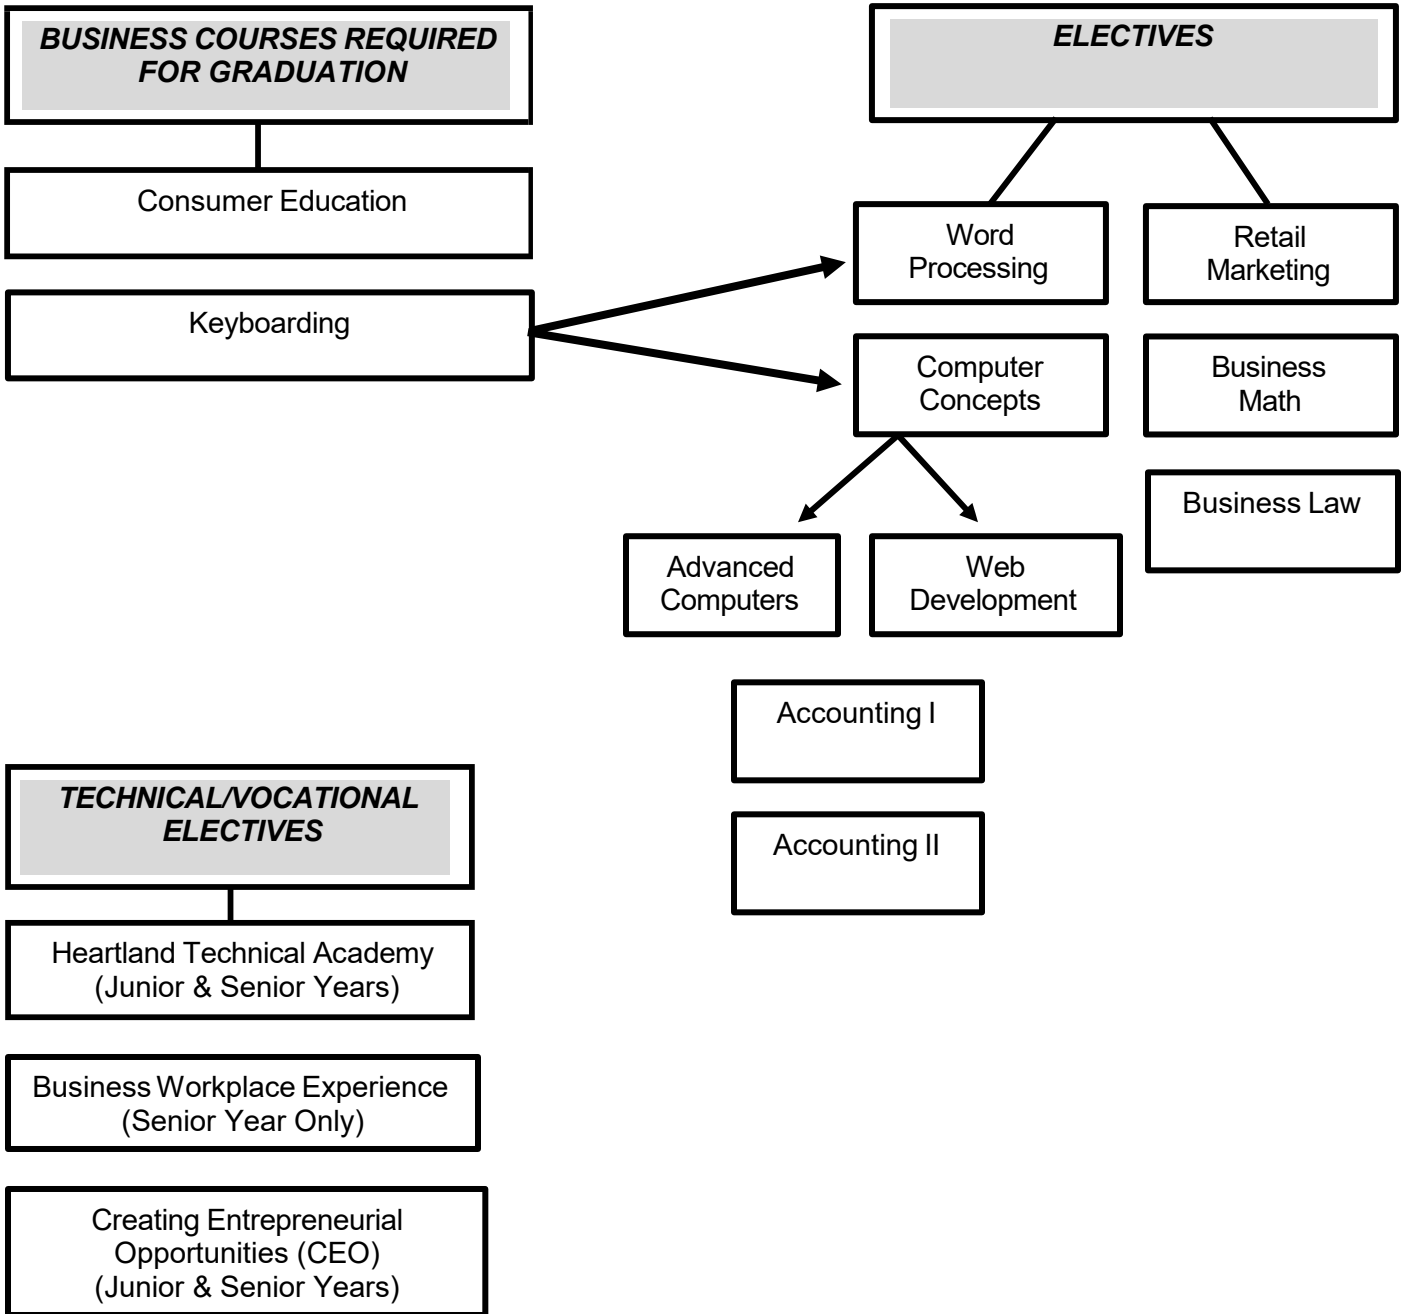 BUSINESS COURSES REQUIRED
FOR GRADUATION
Consumer Education
Keyboarding
ELECTIVES
Word
Processing
Retail
Marketing
Computer
Concepts
Business
Math
Business Law
Advanced
Computers
Web
Development
Accounting I
Accounting II
TECHNICAL/VOCATIONAL
ELECTIVES
Heartland Technical Academy
(Junior & Senior Years)
Business Workplace Experience
(Senior Year Only)
Creating Entrepreneurial
Opportunities (CEO)
(Junior & Senior Years)